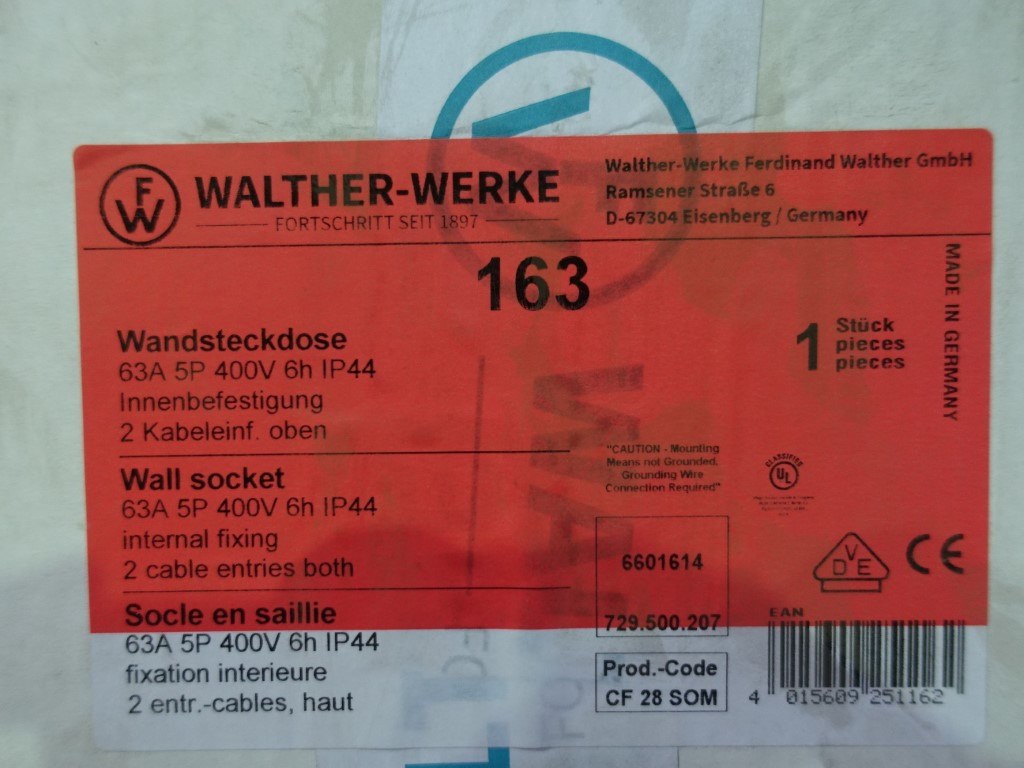 FW
WALTHER-WERKE
FORTSCHRITT SEIT 1897
Walther-Werke Ferdinand Walther GmbH
Ramsener Straße 6
D-67304 Eisenberg / Germany
163
MADE IN GERMANY
Wandsteckdose
63A 5P 400V 6h IP44
Innenbefestigung
2 Kabeleinf. oben
1 Stück
pieces
pieces
Wall socket
63A 5P 400V 6h IP44
internal fixing
2 cable entries both
"CAUTION - Mounting
Means not Grounded,
Grounding Wire
Connection Required"
CLASSIFIED
UL
Socle en saillie
63A 5P 400V 6h IP44
fixation interieure
2 entr.-cables, haut
6601614
729.500.207
Prod.-Code
CF 28 SOM
VDE
CE
EAN
4 015609 251162